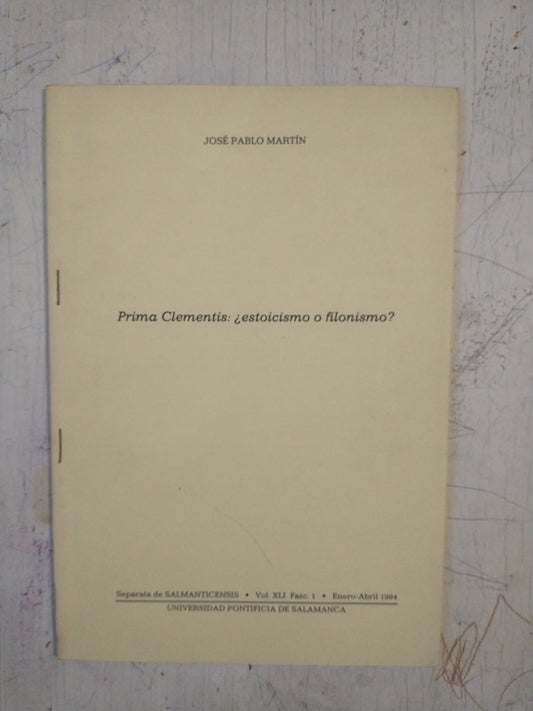 JOSÉ PABLO MARTÍN
Prima Clementis: ¿estoicismo o filonismo?
Separata de SALMANTICENSIS • Vol. XLI Fasc. 1 • Enero-Abril 1994
UNIVERSIDAD PONTIFICIA DE SALAMANCA